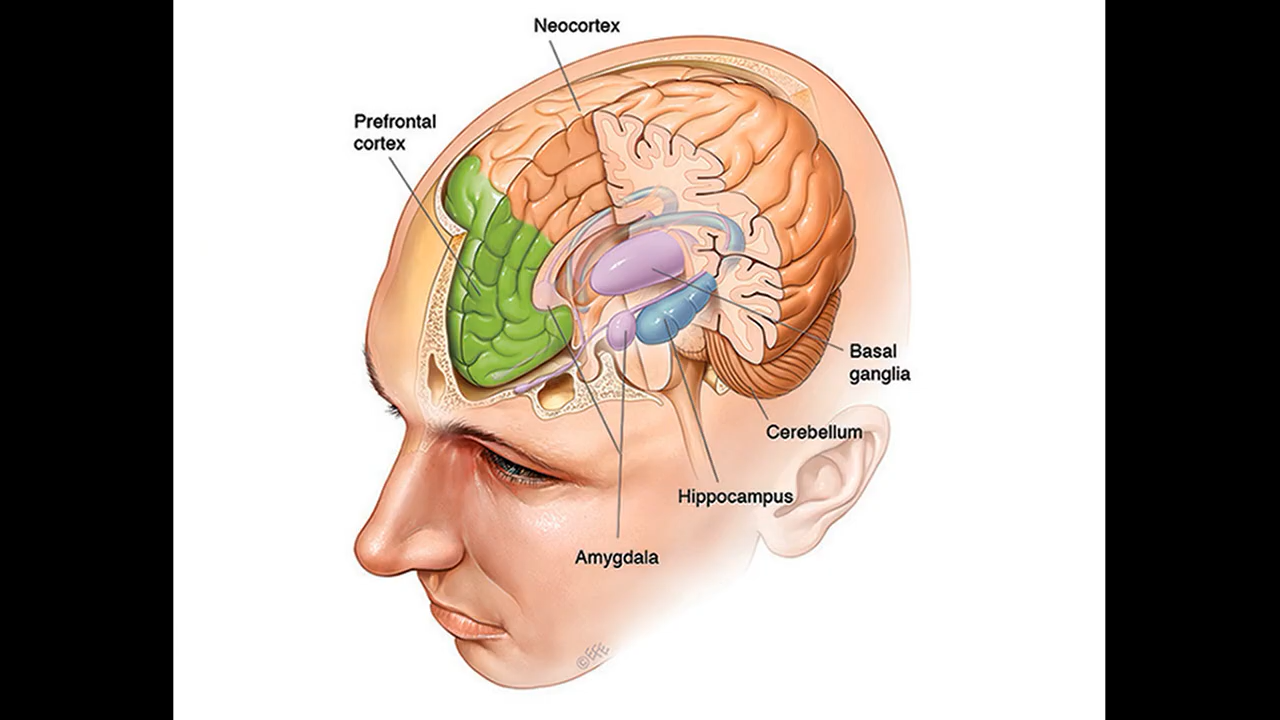 Neocortex
Prefrontal
cortex
Basal
ganglia
Cerebellum
Hippocampus
Amygdala